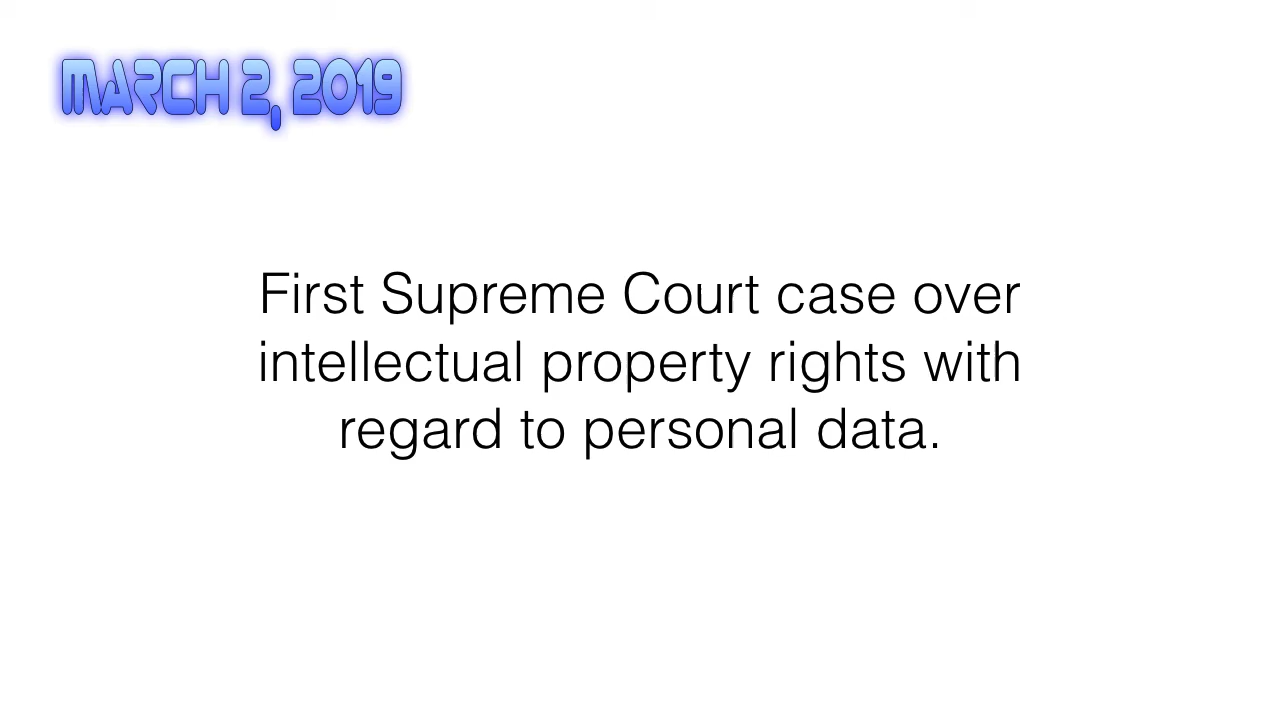 MARCH 2, 2019
First Supreme Court case over
intellectual property rights with
regard to personal data.